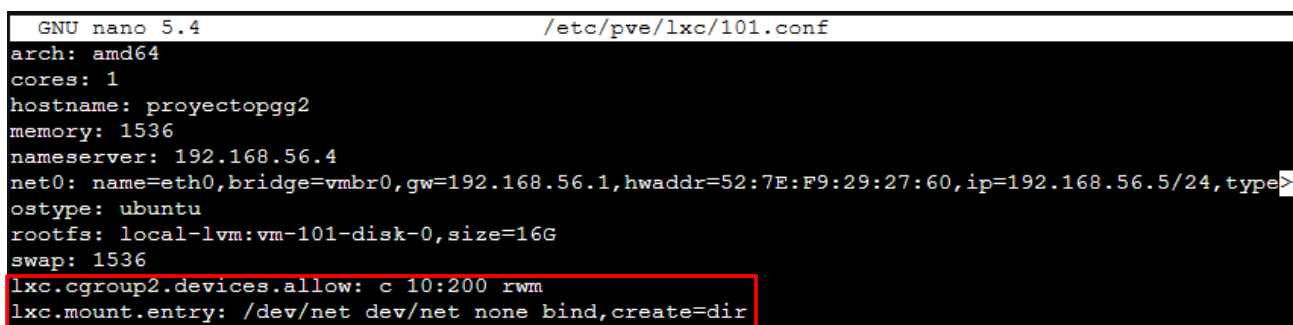 GNU nano 5.4 /etc/pve/lxc/101.conf
arch: amd64
cores: 1
hostname: proyectopgg2
memory: 1536
nameserver: 192.168.56.4
net0: name=eth0,bridge=vmbr0,gw=192.168.56.1,hwaddr=52:7E:F9:29:27:60,ip=192.168.56.5/24,type>
ostype: ubuntu
rootfs: local-lvm:vm-101-disk-0,size=16G
swap: 1536
lxc.cgroup2.devices.allow: c 10:200 rwm
lxc.mount.entry: /dev/net dev/net none bind,create=dir